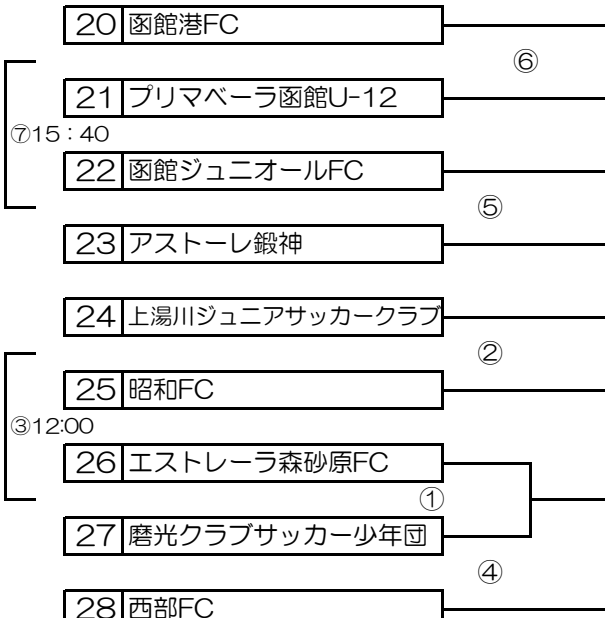 20 函館港FC
⑥
21 プリマベーラ函館U-12
⑦15：40
22 函館ジュニオールFC
⑤
23 アストーレ鍛神
24 上湯川ジュニアサッカークラブ
②
25 昭和FC
③12:00
26 エストレーラ森砂原FC
①
27 磨光クラブサッカー少年団
④
28 西部FC